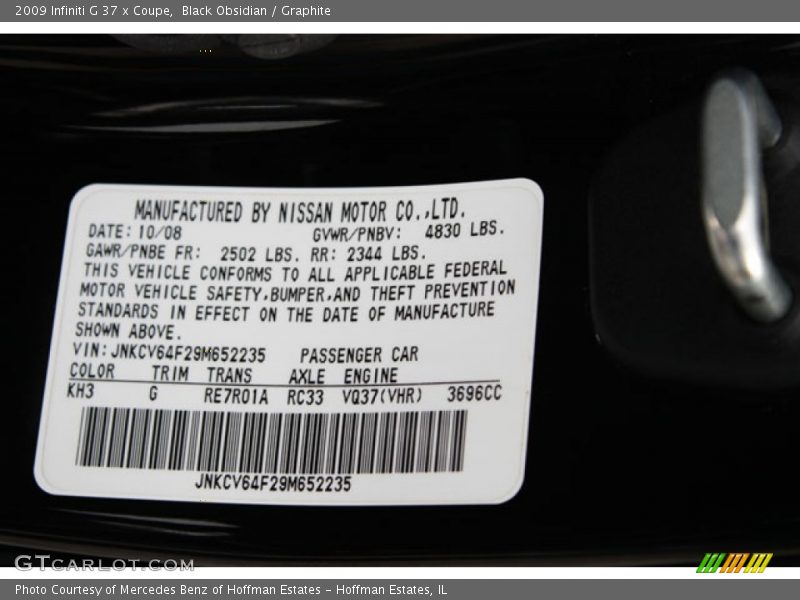 2009 Infiniti G 37 x Coupe,  Black Obsidian / Graphite
MANUFACTURED BY NISSAN MOTOR CO.,LTD.
DATE: 10/08 GVWR/PNBV: 4830 LBS.
GAWR/PNBE FR: 2502 LBS. RR: 2344 LBS.
THIS VEHICLE CONFORMS TO ALL APPLICABLE FEDERAL
MOTOR VEHICLE SAFETY,BUMPER,AND THEFT PREVENTION
STANDARDS IN EFFECT ON THE DATE OF MANUFACTURE
SHOWN ABOVE.
VIN: JNKCV64F29M652235 PASSENGER CAR
COLOR TRIM TRANS AXLE ENGINE
KH3 G RE7R01A RC33 VQ37(VHR) 3696CC
JNKCV64F29M652235
GTCARLOT.COM
Photo Courtesy of Mercedes Benz of Hoffman Estates - Hoffman Estates, IL